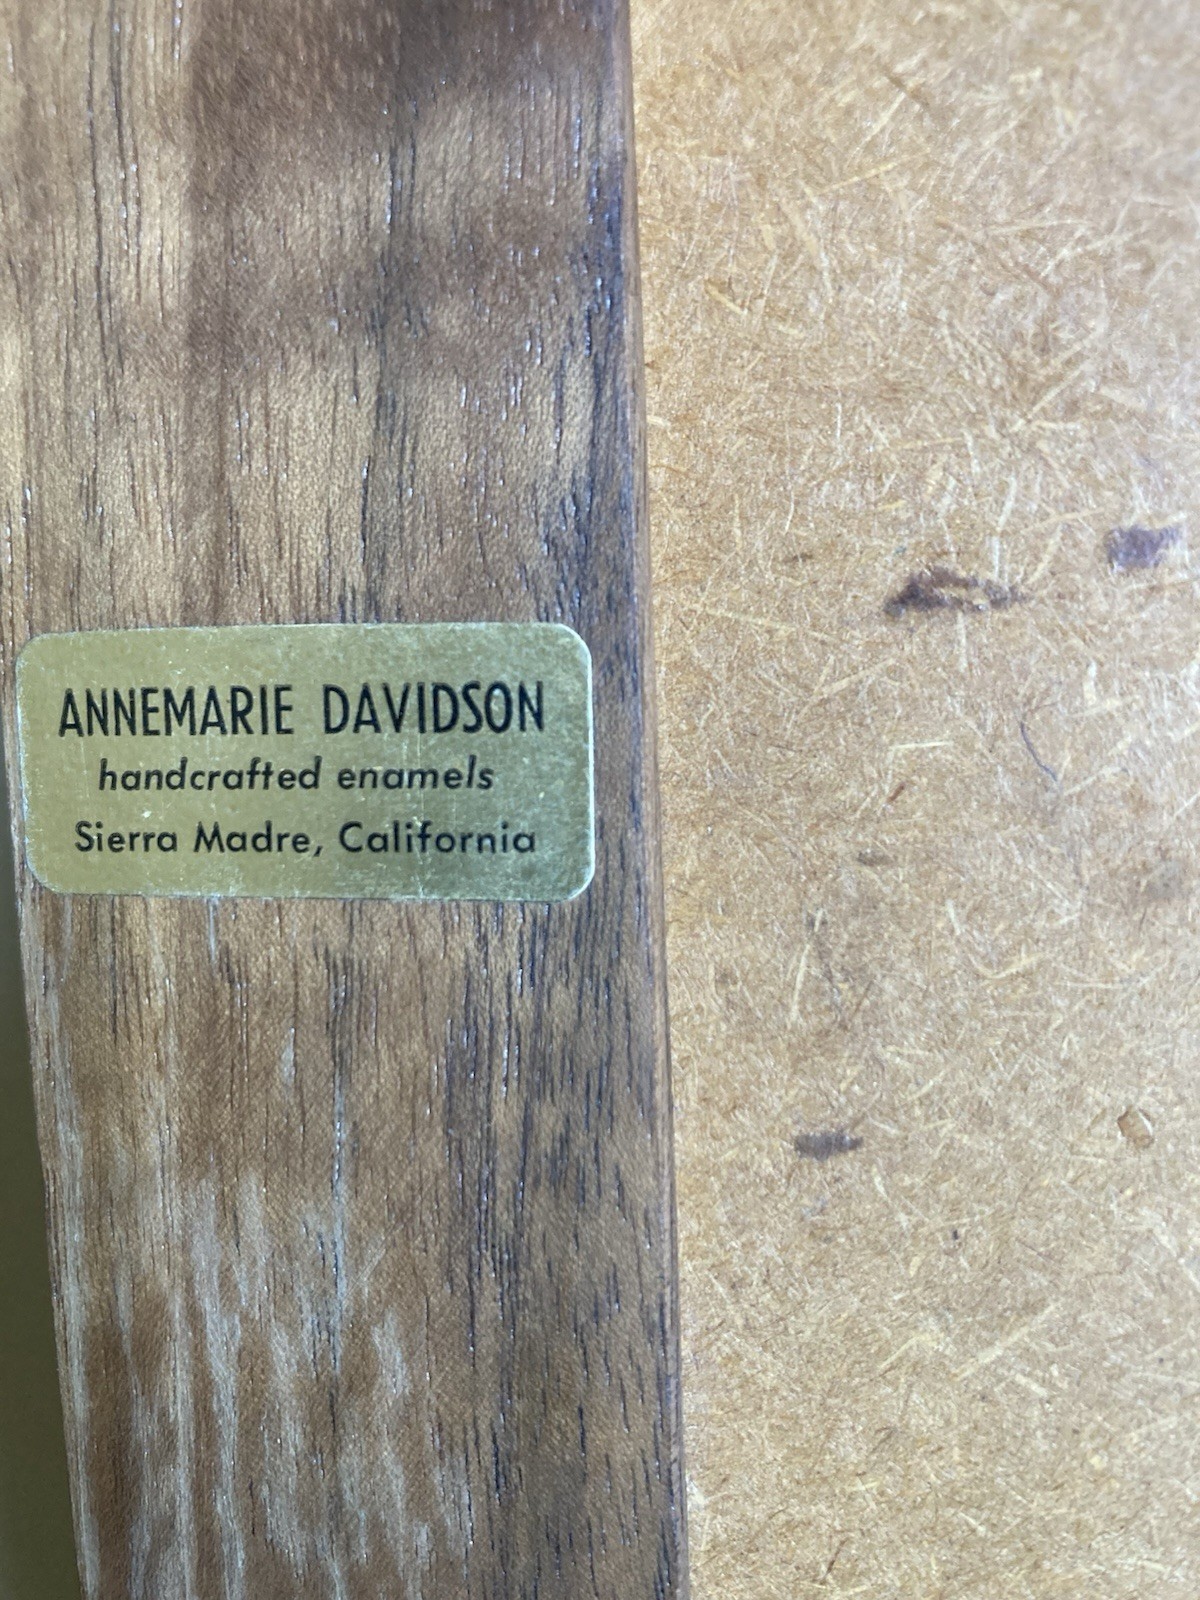 ANNEMARIE DAVIDSON
handcrafted enamels
Sierra Madre, California